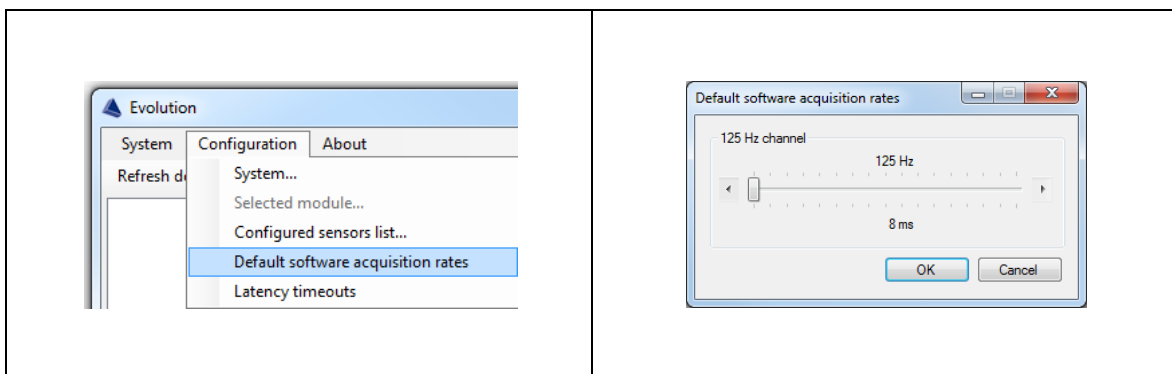 Evolution
System Configuration About
Refresh de
System...
Selected module...
Configured sensors list...
Default software acquisition rates
Latency timeouts
Default software acquisition rates
125 Hz channel
125 Hz
8 ms
OK Cancel